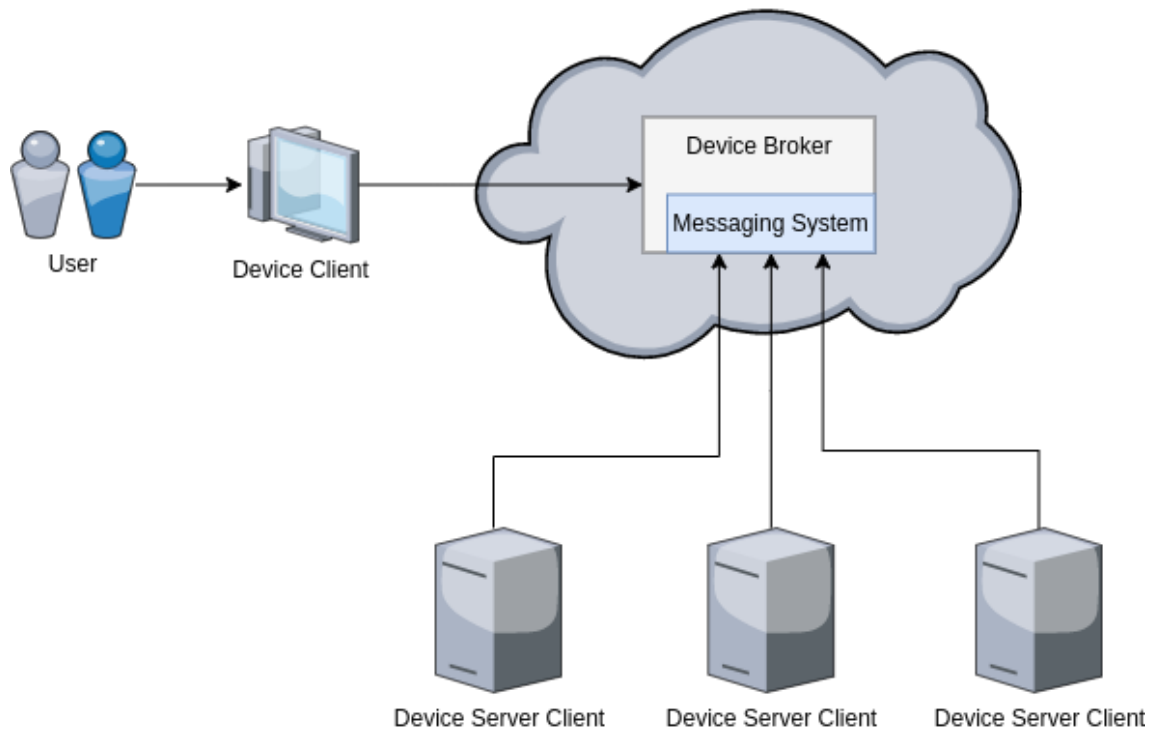 Device Broker
Messaging System
User
Device Client
Device Server Client
Device Server Client
Device Server Client